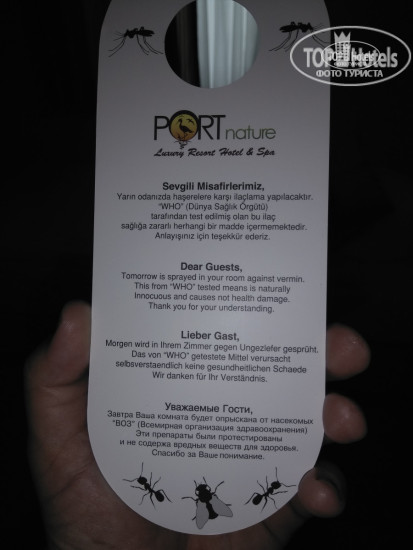 TOPHotels
ФОТО ТУРИСТА
PORT nature
Luxury Resort Hotel & Spa
Sevgili Misafirlerimiz,
Yarın odanızda haşerelere karşı ilaçlama yapılacaktır.
"WHO" (Dünya Sağlık Örgütü)
tarafından test edilmiş olan bu ilaç
sağlığa zararlı herhangi bir madde içermemektedir.
Anlayışınız için teşekkür ederiz.
Dear Guests,
Tomorrow is sprayed in your room against vermin.
This from "WHO" tested means is naturally
Innocuous and causes not health damage.
Thank you for your understanding.
Lieber Gast,
Morgen wird in Ihrem Zimmer gegen Ungeziefer gesprüht.
Das von "WHO" getestete Mittel verursacht
selbsverstaendlich keine gesundheitlichen Schaede
Wir danken für Ihr Verständnis.
Уважаемые Гости,
Завтра Ваша комната будет опрыскана от насекомых
"ВОЗ" (Всемирная организация здравоохранения)
Эти препараты были протестированы
и не содержа вредных веществ для здоровья.
Спасибо за Ваше понимание.